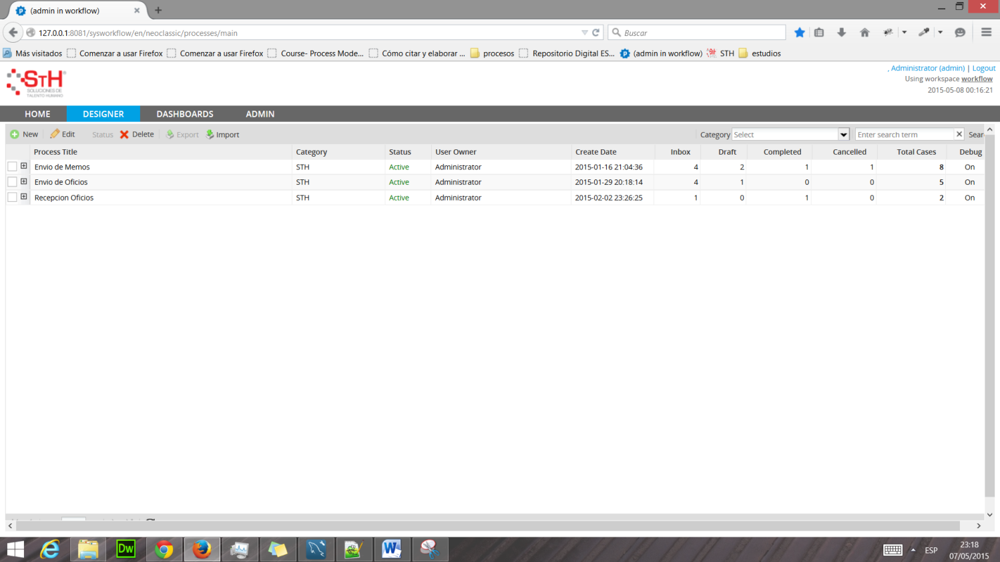 (admin in workflow)
127.0.0.1:8081/sysworkflow/en/neoclassic/processes/main
Buscar
Más visitados Comenzar a usar Firefox Comenzar a usar Firefox Course- Process Mode... Cómo citar y elaborar ... procesos Repositorio Digital ES... (admin in workflow) STH estudios
STH
SOLUCIONES DE
TALENTO HUMANO
, Administrator (admin) | Logout
Using workspace workflow
2015-05-08 00:16:21
HOME DESIGNER DASHBOARDS ADMIN
New Edit Status Delete Export Import Category Select Enter search term Sear
Process Title Category Status User Owner Create Date Inbox Draft Completed Cancelled Total Cases Debug
Envio de Memos STH Active Administrator 2015-01-16 21:04:36 4 2 1 1 8 On
Envio de Oficios STH Active Administrator 2015-01-29 20:18:14 4 1 0 0 5 On
Recepcion Oficios STH Active Administrator 2015-02-02 23:26:25 1 0 1 0 2 On
Dw
ESP
23:18
07/05/2015